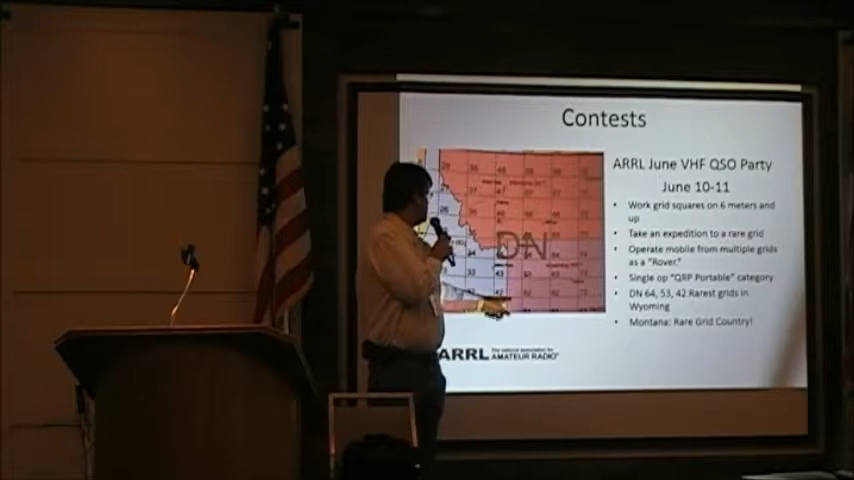 Contests
ARRL June VHF QSO Party
June 10-11
• Work grid squares on 6 meters and
up
• Take an expedition to a rare grid
• Operate mobile from multiple grids
as a "Rover."
• Single op "QRP Portable" category
• DN 64, 53, 42 Rarest grids in
Wyoming
• Montana: Rare Grid Country!
DN
ARRL The national association for
AMATEUR RADIO®